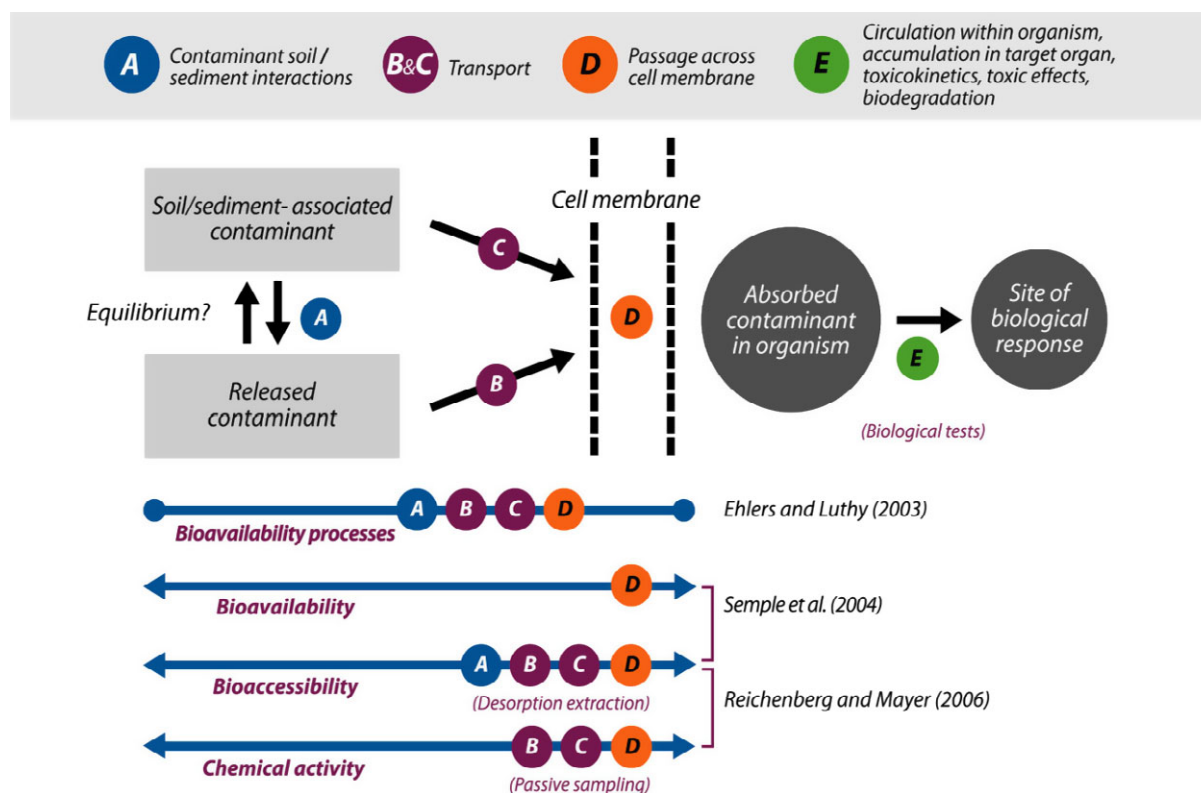 A
Contaminant soil /
sediment interactions
B&C
Transport
D
Passage across
cell membrane
E
Circulation within organism,
accumulation in target organ,
toxicokinetics, toxic effects,
biodegradation
Soil/sediment- associated
contaminant
C
Cell membrane
Equilibrium?
A
D
Absorbed
contaminant
in organism
Site of
biological
response
E
B
Released
contaminant
(Biological tests)
A B C D
Ehlers and Luthy (2003)
Bioavailability processes
D
Bioavailability
Semple et al. (2004)
A B C D
Bioaccessibility
(Desorption extraction)
Reichenberg and Mayer (2006)
B C D
Chemical activity
(Passive sampling)